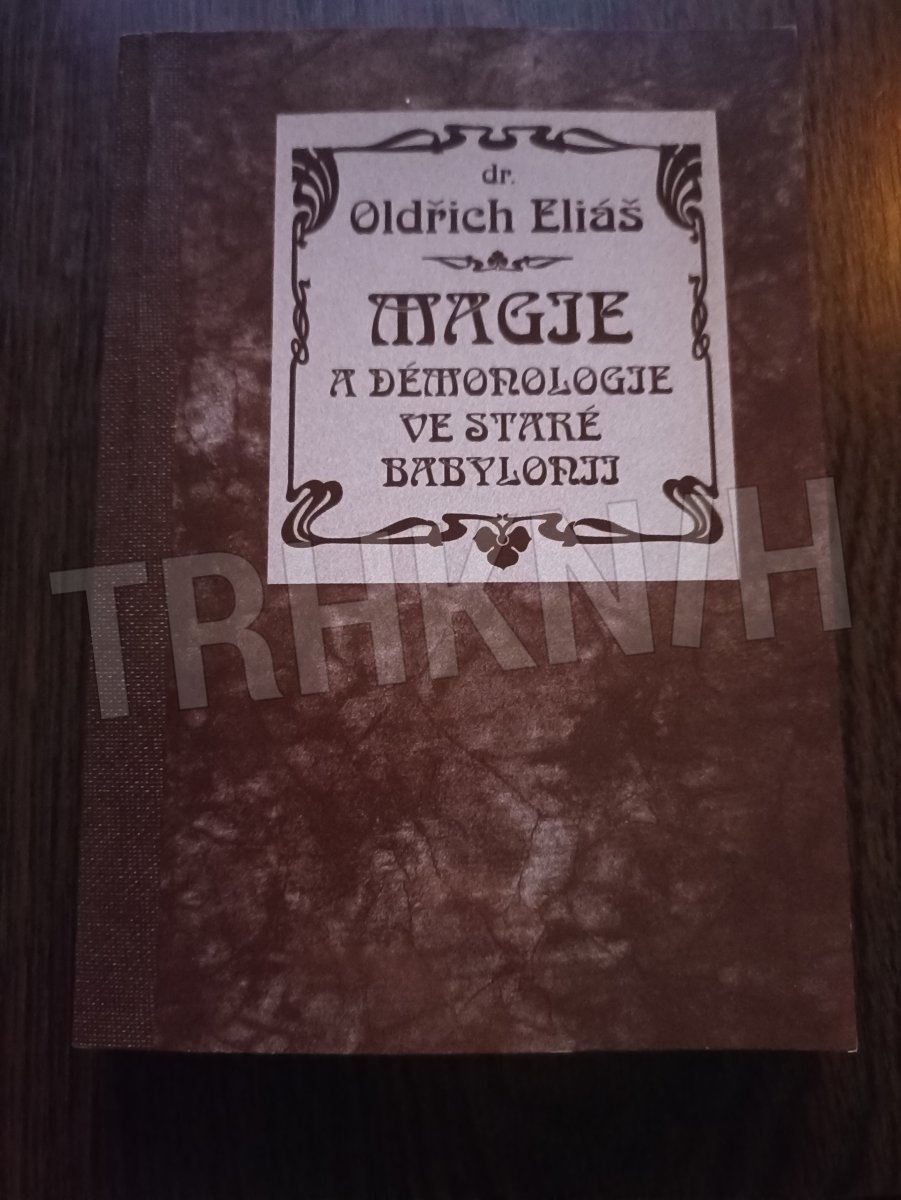 dr.
Oldřich Eliáš
MAGIE
A DÉMONOLOGIE
VE STARÉ
BABYLONII
TRHKNIH